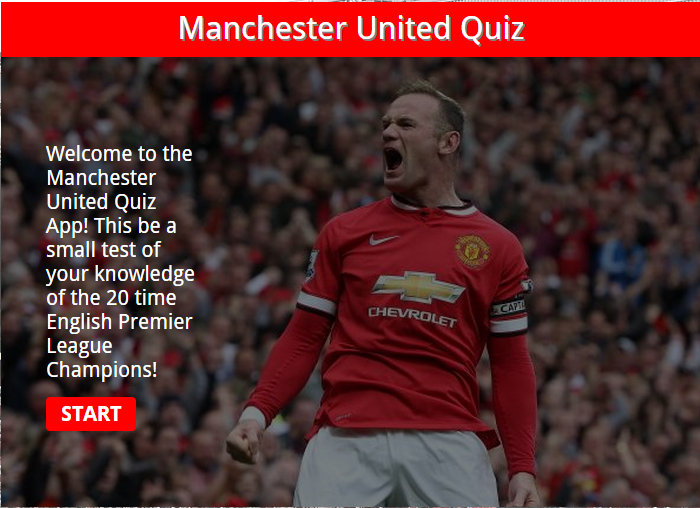 Manchester United Quiz
Welcome to the
Manchester
United Quiz
App! This be a
small test of
your knowledge
of the 20 time
English Premier
League
Champions!
START
CHEVROLET
CAPTA